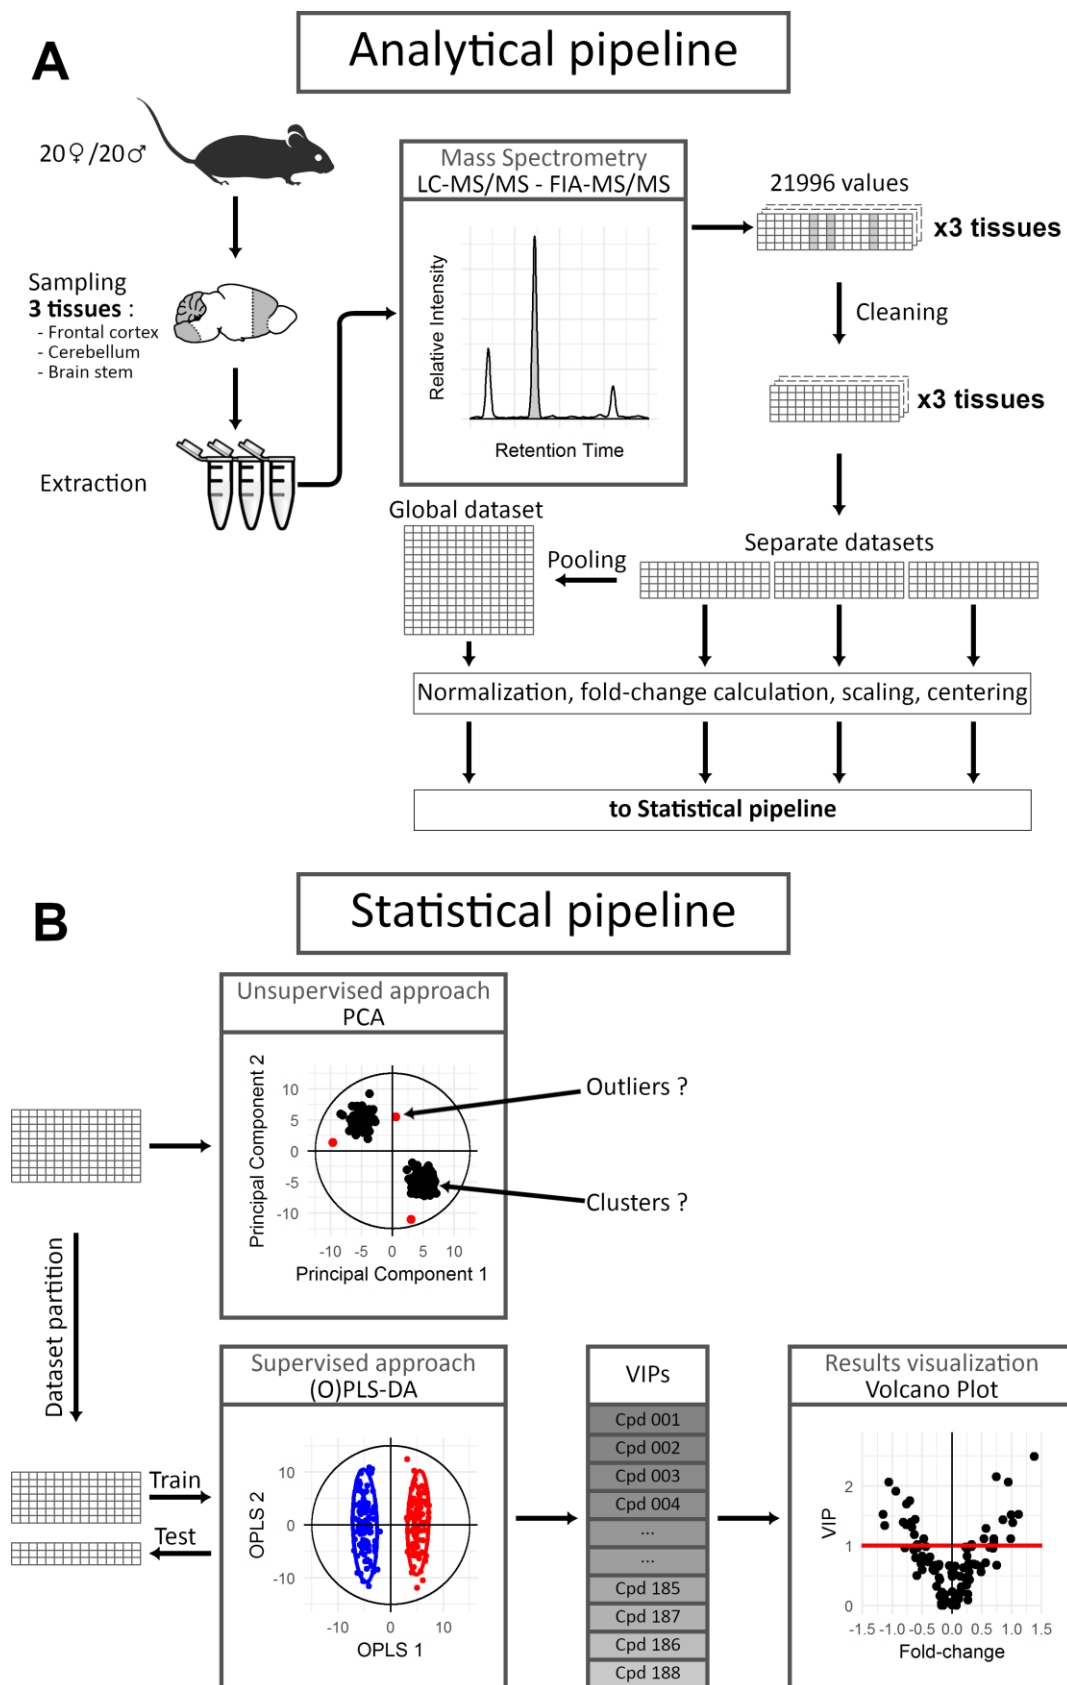 A
Analytical pipeline
20♀/20♂
Sampling
3 tissues :
- Frontal cortex
- Cerebellum
- Brain stem
Extraction
Mass Spectrometry
LC-MS/MS - FIA-MS/MS
Relative Intensity
Retention Time
21996 values
x3 tissues
Cleaning
x3 tissues
Global dataset
Pooling
Separate datasets
Normalization, fold-change calculation, scaling, centering
to Statistical pipeline
B
Statistical pipeline
Unsupervised approach
PCA
Principal Component 2
10
5
0
-5
-10
-10 -5 0 5 10
Principal Component 1
Outliers ?
Clusters ?
Dataset partition
Train
Test
Supervised approach
(O)PLS-DA
OPLS 2
10
0
-10
-10 0 10
OPLS 1
VIPs
Cpd 001
Cpd 002
Cpd 003
Cpd 004
...
...
Cpd 185
Cpd 187
Cpd 186
Cpd 188
Results visualization
Volcano Plot
VIP
2
1
0
-1.5 -1.0 -0.5 0.0 0.5 1.0 1.5
Fold-change